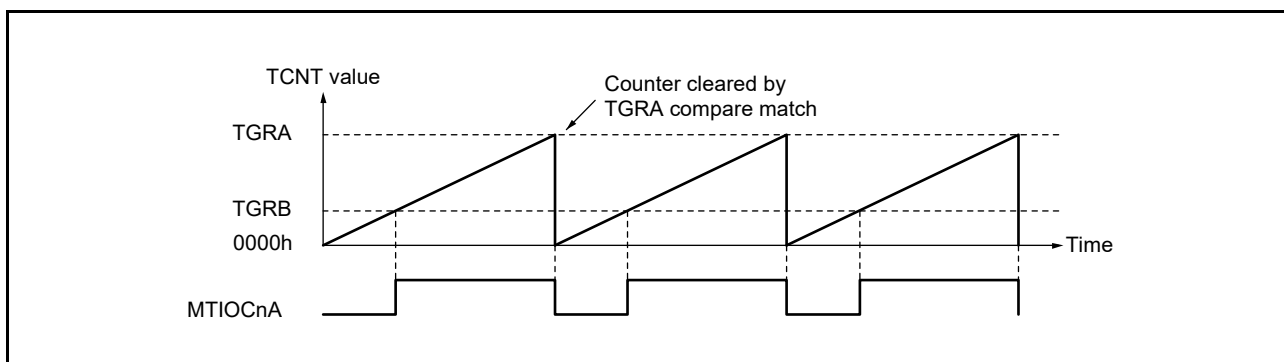 TCNT value
Counter cleared by
TGRA compare match
TGRA
TGRB
0000h
Time
MTIOCnA